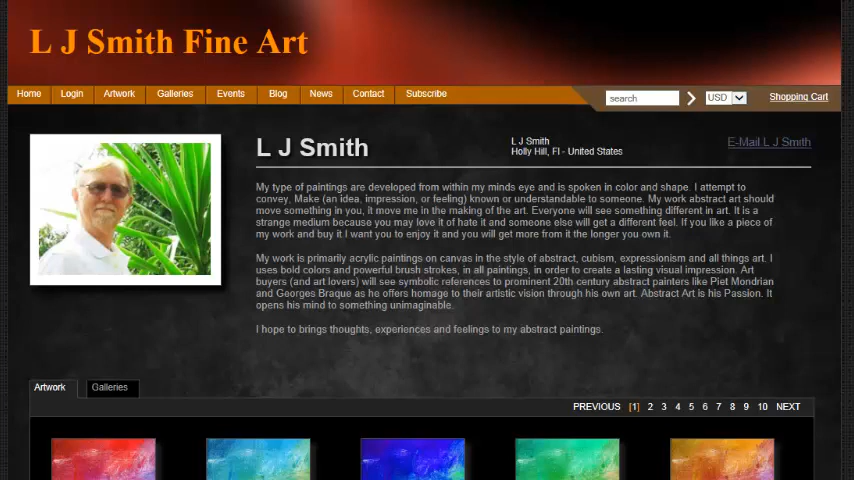 L J Smith Fine Art
Home Login Artwork Galleries Events Blog News Contact Subscribe
search USD Shopping Cart
L J Smith
L J Smith
Holly Hill, Fl - United States
E-Mail L J Smith
My type of paintings are developed from within my minds eye and is spoken in color and shape. I attempt to
convey, Make (an idea, impression, or feeling) known or understandable to someone. My work abstract art should
move something in you, it move me in the making of the art. Everyone will see something different in art. It is a
strange medium because you may love it of hate it and someone else will get a different feel. If you like a piece of
my work and buy it I want you to enjoy it and you will get more from it the longer you own it.
My work is primarily acrylic paintings on canvas in the style of abstract, cubism, expressionism and all things art. I
uses bold colors and powerful brush strokes, in all paintings, in order to create a lasting visual impression. Art
buyers (and art lovers) will see symbolic references to prominent 20th century abstract painters like Piet Mondrian
and Georges Braque as he offers homage to their artistic vision through his own art. Abstract Art is his Passion. It
opens his mind to something unimaginable.
I hope to brings thoughts, experiences and feelings to my abstract paintings.
Artwork Galleries
PREVIOUS [1] 2 3 4 5 6 7 8 9 10 NEXT